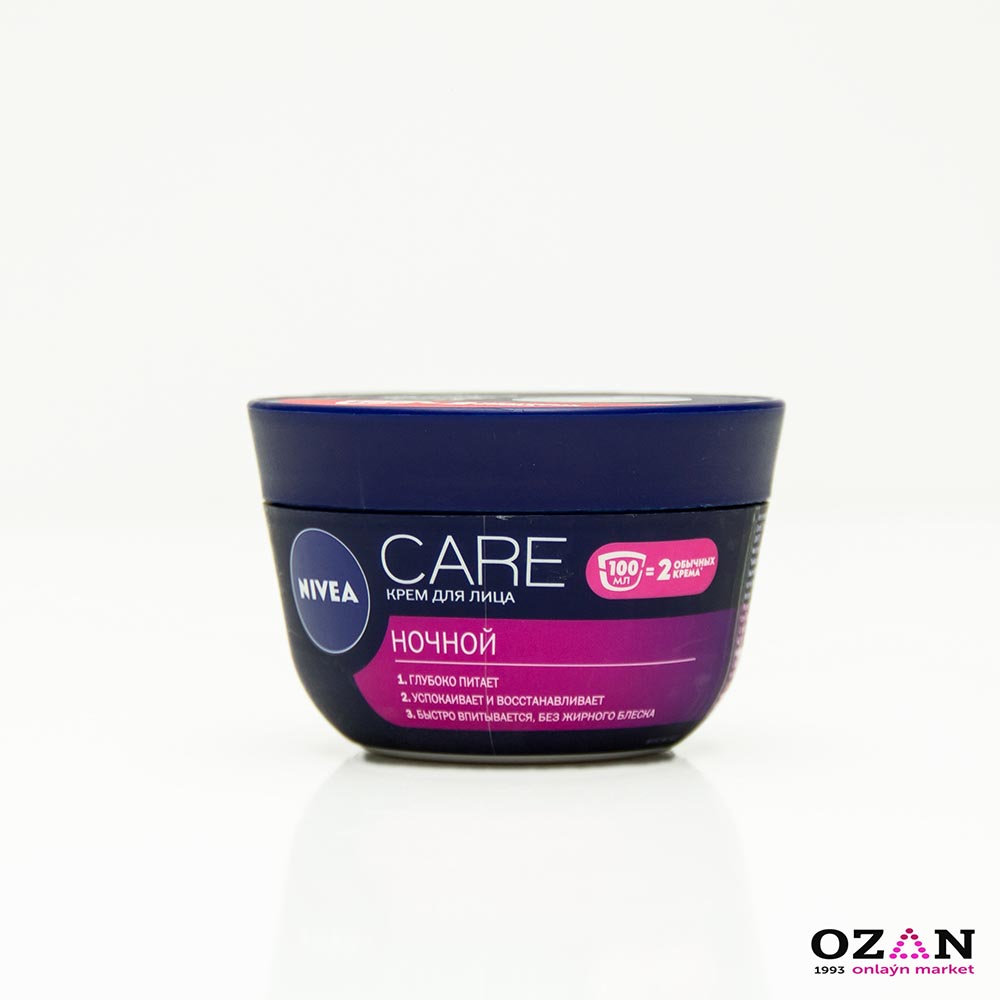 NIVEA
CARE
КРЕМ ДЛЯ ЛИЦА
100 МЛ = 2 ОБЫЧНЫХ КРЕМА*
НОЧНОЙ
1. ГЛУБОКО ПИТАЕТ
2. УСПОКАИВАЕТ И ВОССТАНАВЛИВАЕТ
3. БЫСТРО ВПИТЫВАЕТСЯ, БЕЗ ЖИРНОГО БЛЕСКА
OZAN
1993 onlaýn market